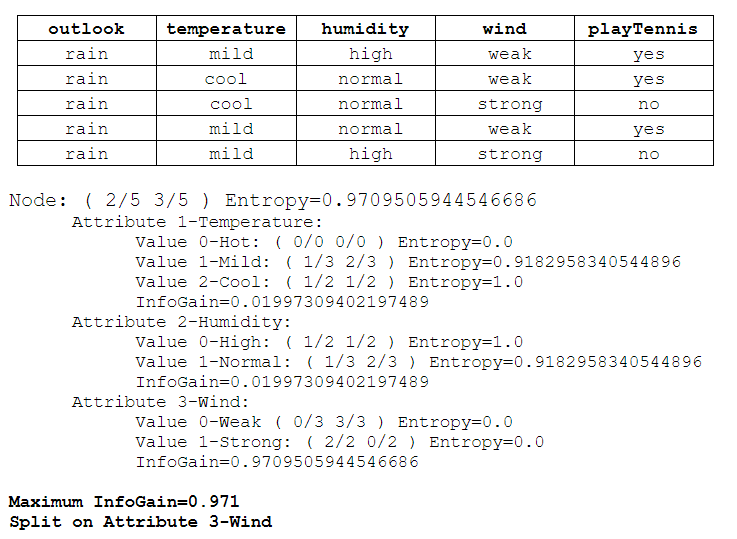 outlook temperature humidity wind playTennis
rain mild high weak yes
rain cool normal weak yes
rain cool normal strong no
rain mild normal weak yes
rain mild high strong no
Node: ( 2/5 3/5 ) Entropy=0.9709505944546686
Attribute 1-Temperature:
Value 0-Hot: ( 0/0 0/0 ) Entropy=0.0
Value 1-Mild: ( 1/3 2/3 ) Entropy=0.9182958340544896
Value 2-Cool: ( 1/2 1/2 ) Entropy=1.0
InfoGain=0.01997309402197489
Attribute 2-Humidity:
Value 0-High: ( 1/2 1/2 ) Entropy=1.0
Value 1-Normal: ( 1/3 2/3 ) Entropy=0.9182958340544896
InfoGain=0.01997309402197489
Attribute 3-Wind:
Value 0-Weak ( 0/3 3/3 ) Entropy=0.0
Value 1-Strong: ( 2/2 0/2 ) Entropy=0.0
InfoGain=0.9709505944546686
Maximum InfoGain=0.971
Split on Attribute 3-Wind